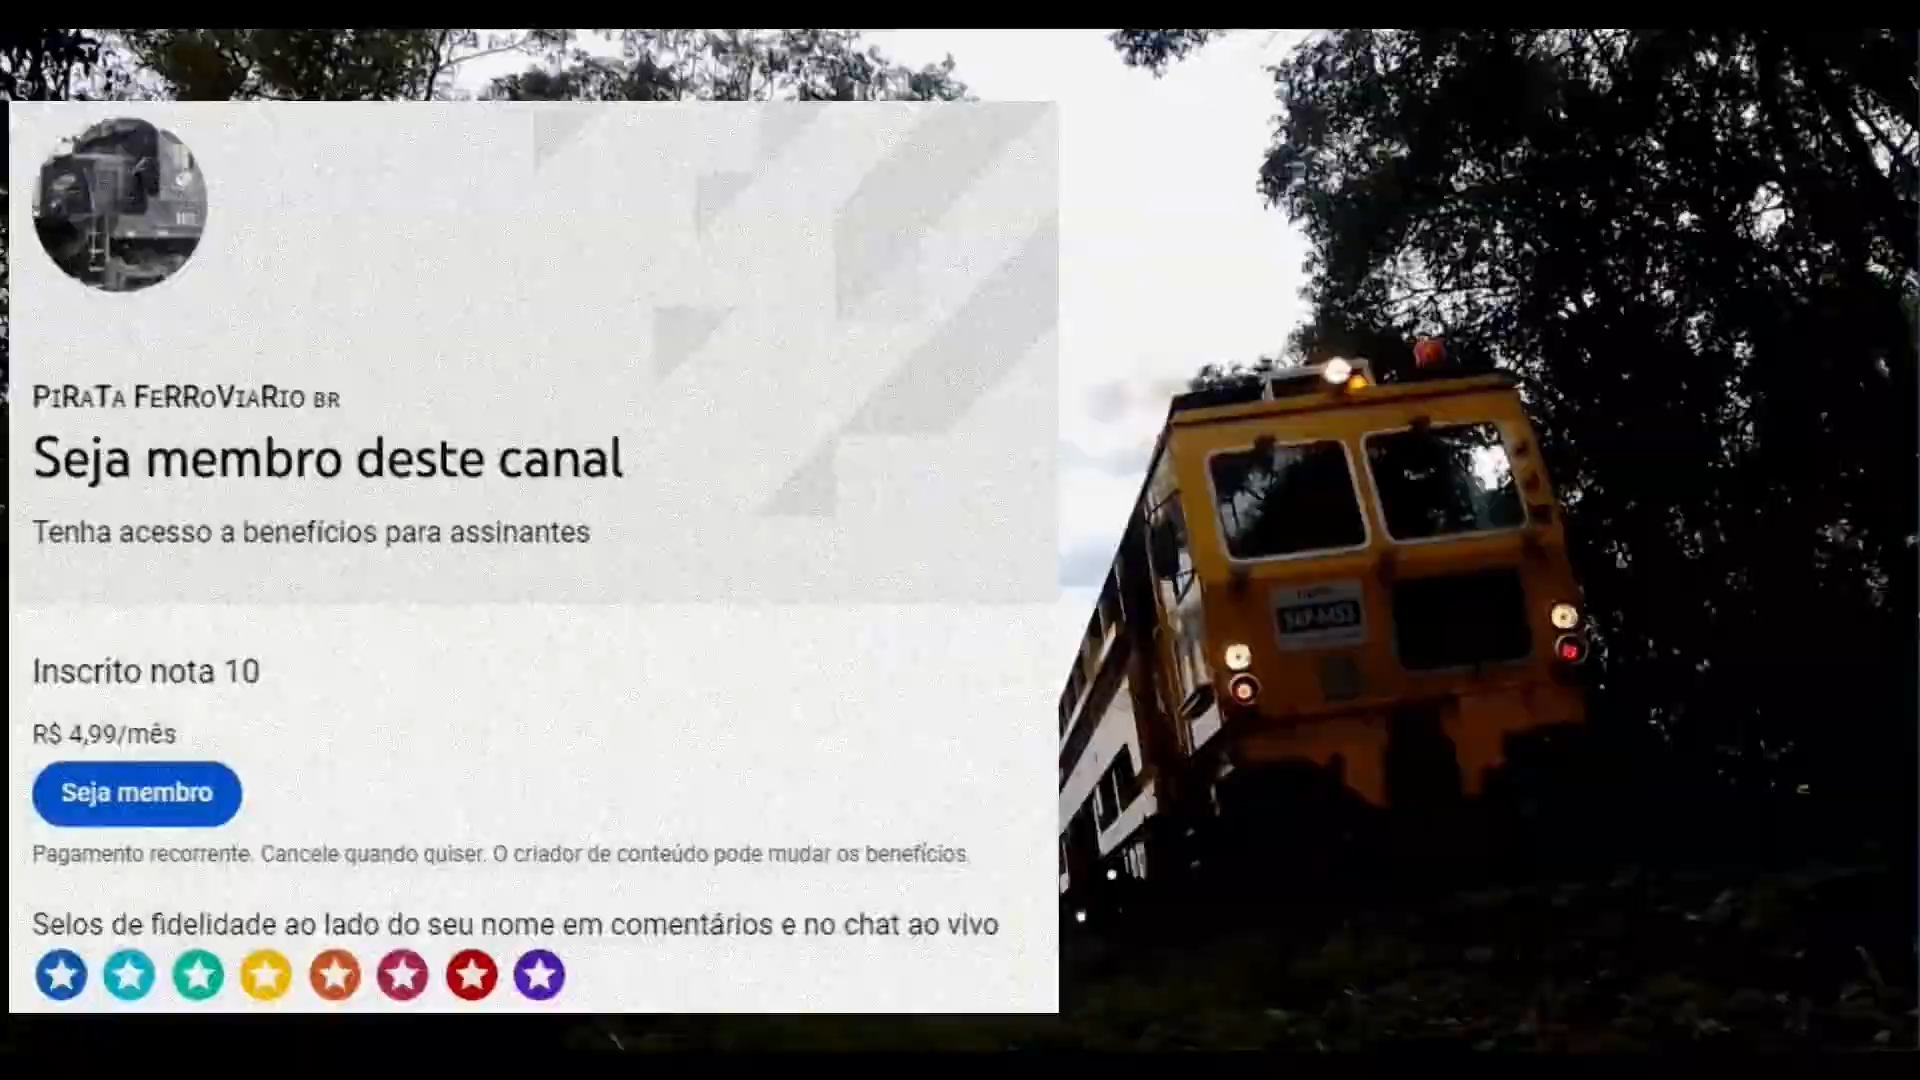 PiRaTa FeRRoViaRio BR
Seja membro deste canal
Tenha acesso a benefícios para assinantes
Inscrito nota 10
R$ 4,99/mês
Seja membro
Pagamento recorrente. Cancele quando quiser. O criador de conteúdo pode mudar os benefícios.
Selos de fidelidade ao lado do seu nome em comentários e no chat ao vivo